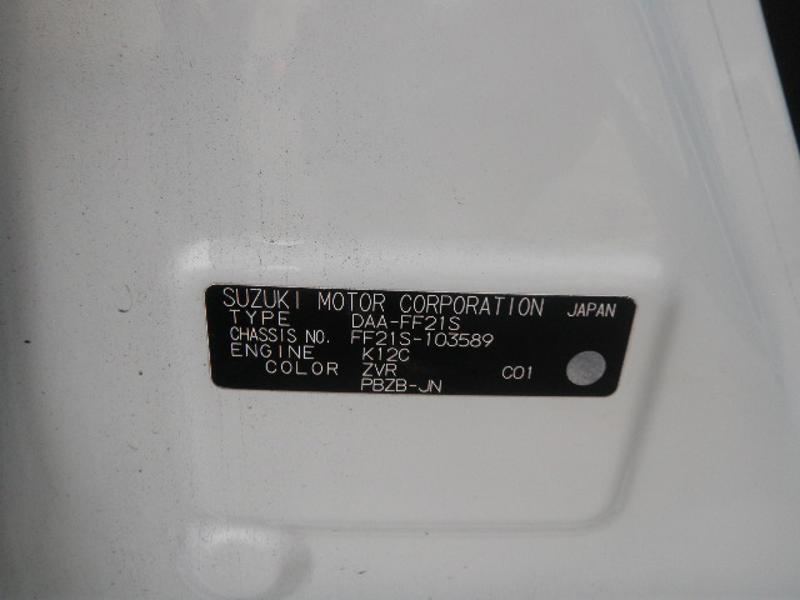 SUZUKI MOTOR CORPORATION JAPAN
TYPE DAA-FF21S
CHASSIS NO. FF21S-103589
ENGINE K12C
COLOR ZVR C01
PBZB-JN